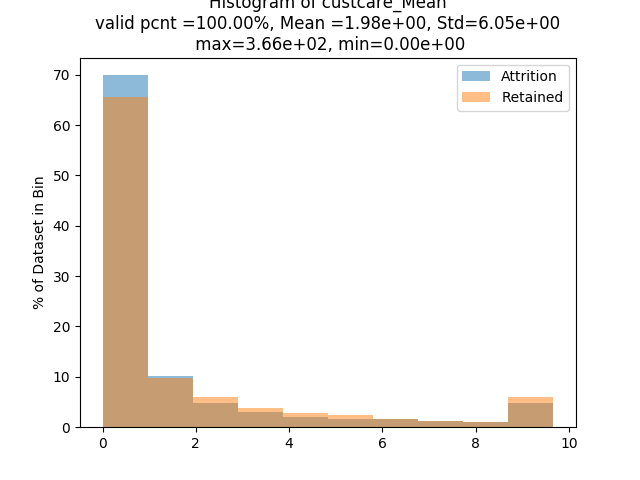 Histogram of custcare_Mean
valid pcnt =100.00%, Mean =1.98e+00, Std=6.05e+00
max=3.66e+02, min=0.00e+00
Attrition
Retained
% of Dataset in Bin
70
60
50
40
30
20
10
0
0 2 4 6 8 10